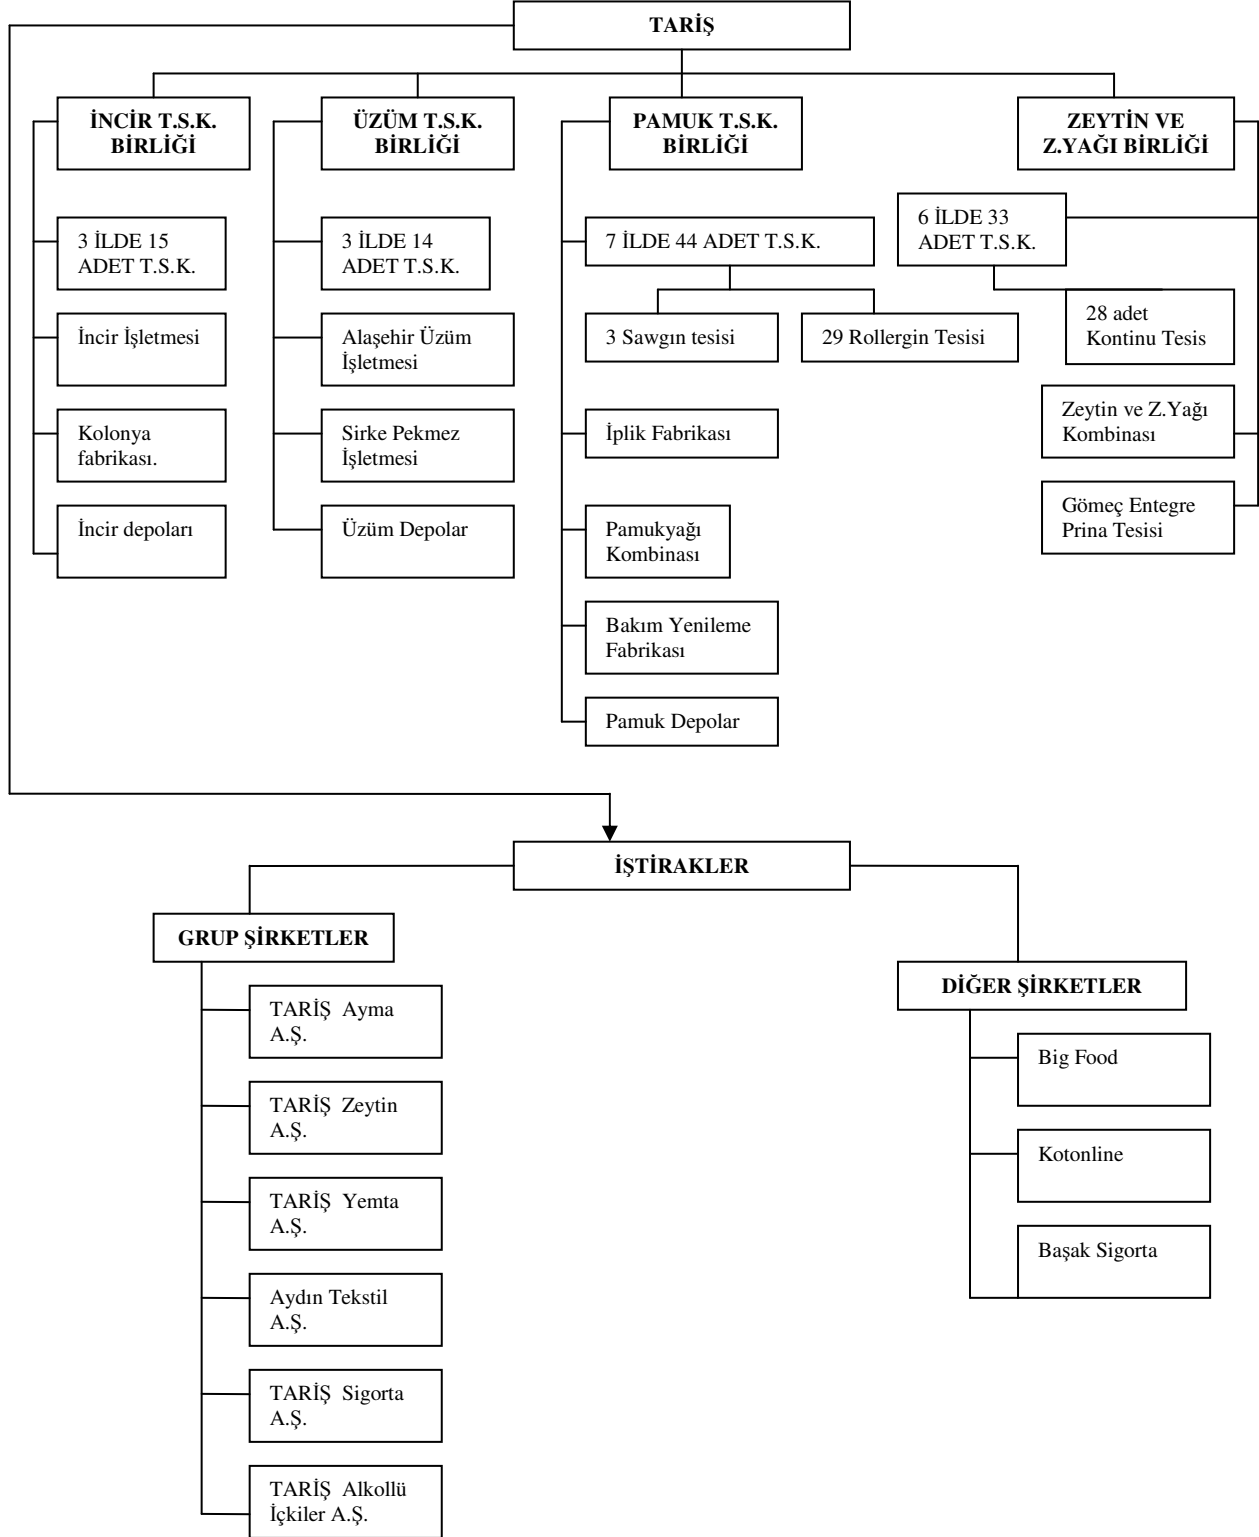 TARİŞ
İNCİR T.S.K.
BİRLİĞİ
ÜZÜM T.S.K.
BİRLİĞİ
PAMUK T.S.K.
BİRLİĞİ
ZEYTİN VE
Z.YAĞI BİRLİĞİ
3 İLDE 15
ADET T.S.K.
3 İLDE 14
ADET T.S.K.
7 İLDE 44 ADET T.S.K.
6 İLDE 33
ADET T.S.K.
İncir İşletmesi
Alaşehir Üzüm
İşletmesi
3 Sawgın tesisi
29 Rollergin Tesisi
28 adet
Kontinu Tesis
Kolonya
fabrikası.
Sirke Pekmez
İşletmesi
İplik Fabrikası
Zeytin ve Z.Yağı
Kombinası
İncir depoları
Üzüm Depolar
Pamukyağı
Kombinası
Gömeç Entegre
Prina Tesisi
Bakım Yenileme
Fabrikası
Pamuk Depolar
İŞTİRAKLER
GRUP ŞİRKETLER
DİĞER ŞİRKETLER
TARİŞ Ayma
A.Ş.
TARİŞ Zeytin
A.Ş.
TARİŞ Yemta
A.Ş.
Aydın Tekstil
A.Ş.
TARİŞ Sigorta
A.Ş.
TARİŞ Alkollü
İçkiler A.Ş.
Big Food
Kotonline
Başak Sigorta